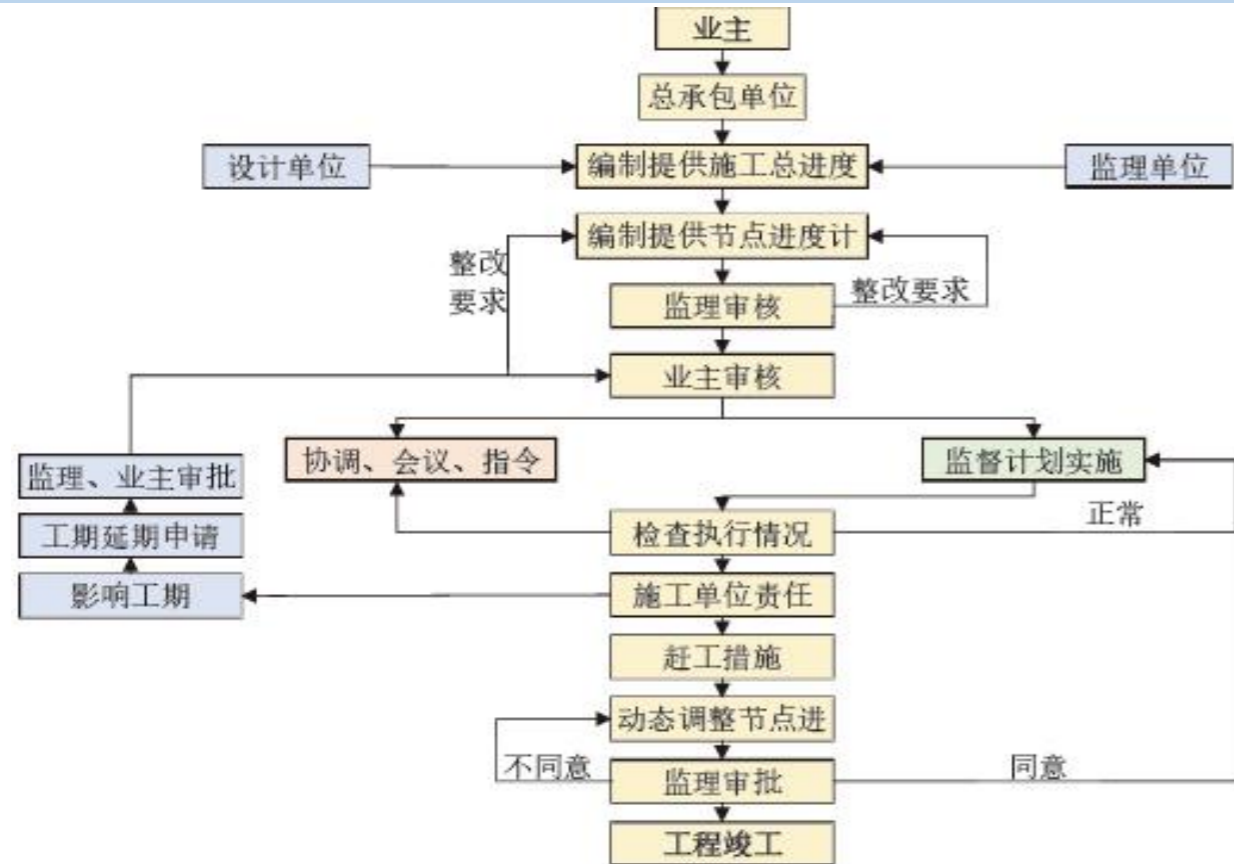 业主
总承包单位
设计单位
编制提供施工总进度
监理单位
编制提供节点进度计
整改
要求
监理审核
整改要求
业主审核
协调、会议、指令
监督计划实施
监理、业主审批
正常
工期延期申请
检查执行情况
影响工期
施工单位责任
赶工措施
动态调整节点进
不同意
监理审批
同意
工程竣工